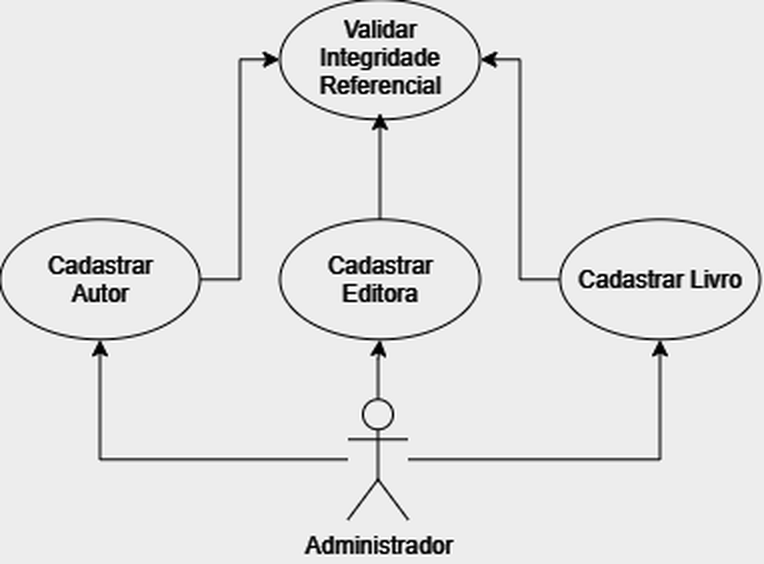 Validar
Integridade
Referencial
Cadastrar
Autor
Cadastrar
Editora
Cadastrar Livro
Administrador